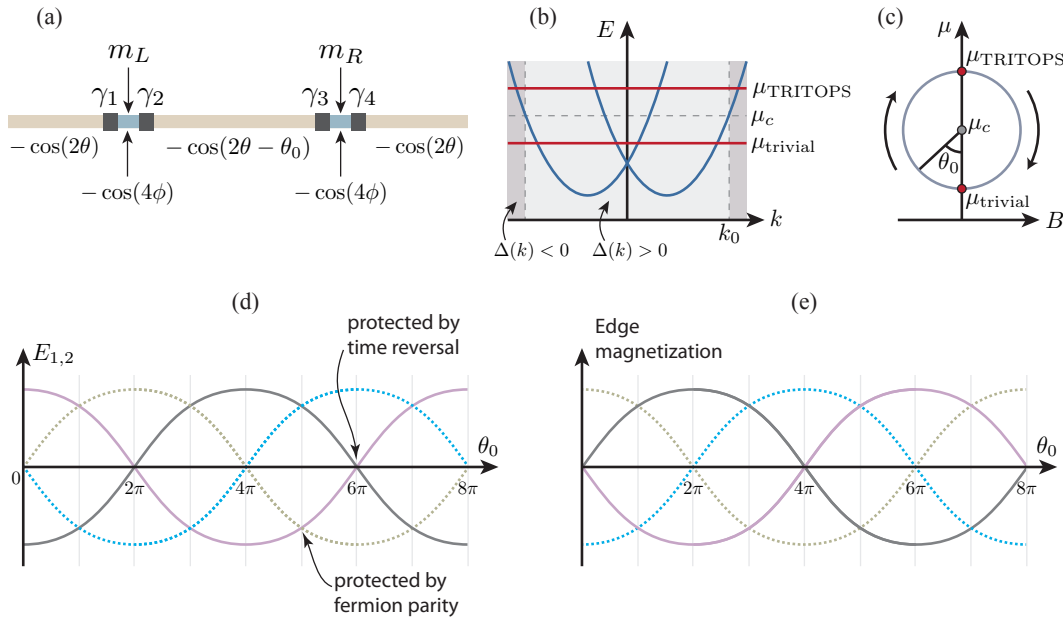 (a)
m_L
m_R
γ_1 γ_2
γ_3 γ_4
− cos(2θ)
− cos(2θ − θ_0)
− cos(2θ)
− cos(4ϕ)
− cos(4ϕ)
(b)
E
μ_TRITOPS
μ_c
μ_trivial
k_0
k
Δ(k) < 0
Δ(k) > 0
(c)
μ
μ_TRITOPS
μ_c
θ_0
μ_trivial
B
(d)
E_{1,2}
protected by
time reversal
θ_0
0
2π
4π
6π
8π
protected by
fermion parity
(e)
Edge
magnetization
θ_0
2π
4π
6π
8π